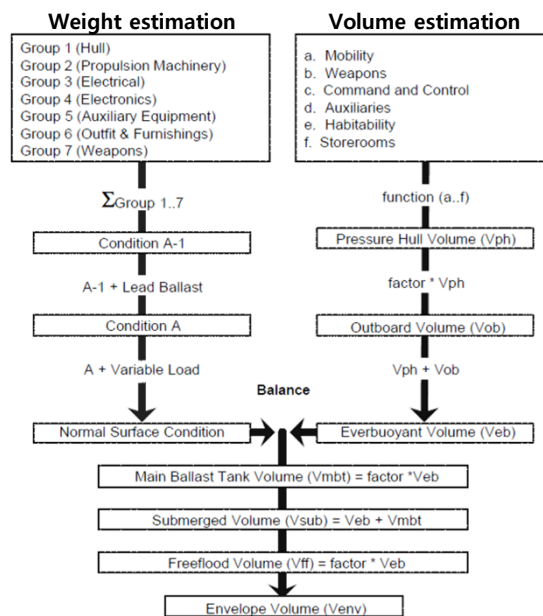 Weight estimation
Group 1 (Hull)
Group 2 (Propulsion Machinery)
Group 3 (Electrical)
Group 4 (Electronics)
Group 5 (Auxiliary Equipment)
Group 6 (Outfit & Furnishings)
Group 7 (Weapons)
ΣGroup 1..7
Condition A-1
A-1 + Lead Ballast
Condition A
A + Variable Load
Normal Surface Condition
Volume estimation
a. Mobility
b. Weapons
c. Command and Control
d. Auxiliaries
e. Habitability
f. Storerooms
function (a..f)
Pressure Hull Volume (Vph)
factor * Vph
Outboard Volume (Vob)
Vph + Vob
Everbuoyant Volume (Veb)
Balance
Main Ballast Tank Volume (Vmbt) = factor *Veb
Submerged Volume (Vsub) = Veb + Vmbt
Freeflood Volume (Vff) = factor * Veb
Envelope Volume (Venv)